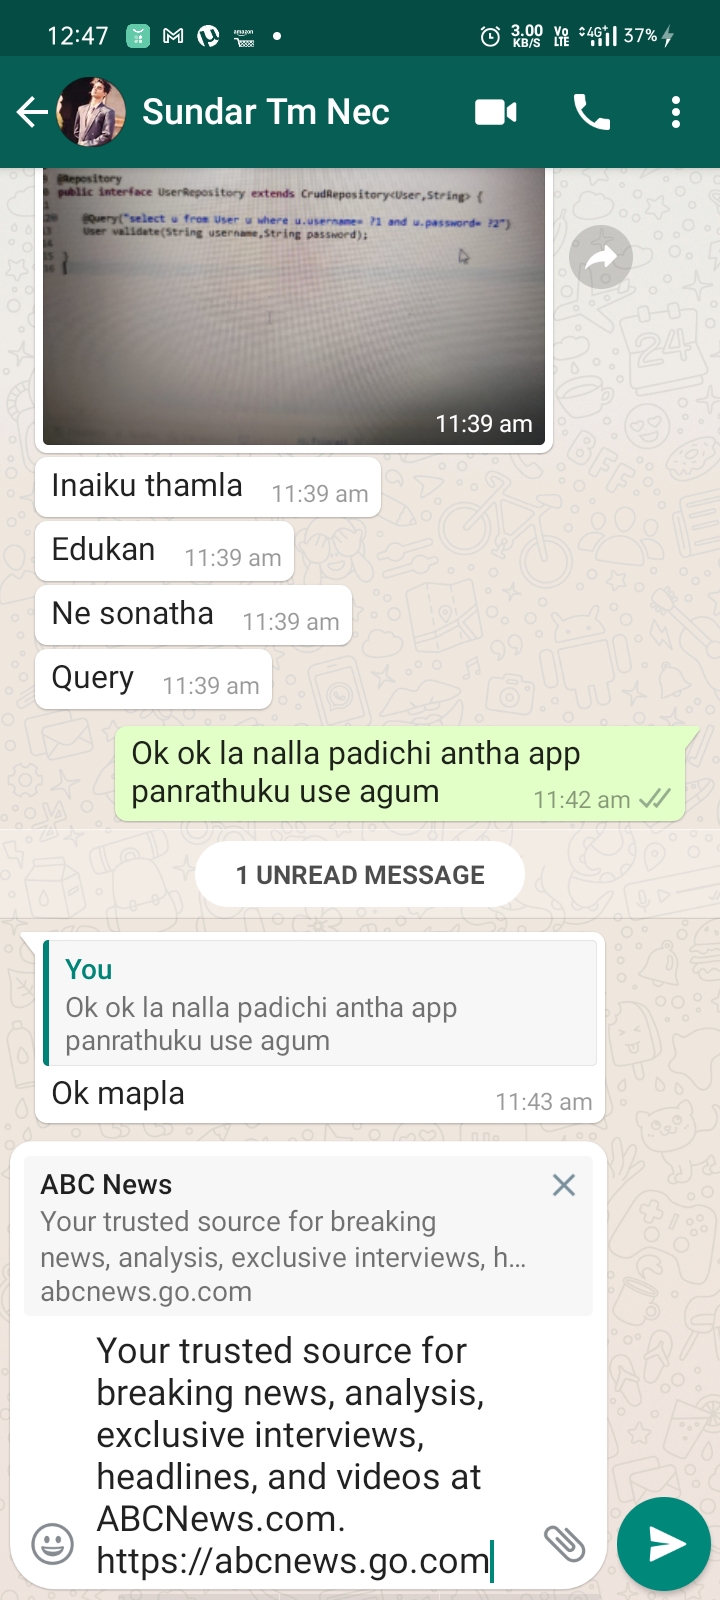 12:47
amazon
3.00
KB/S
Vo
LTE
4G+
37%
Sundar Tm Nec
@Repository
public interface UserRepository extends CrudRepository<User,String> {
@Query("select u from User u where u.username= ?1 and u.password= ?2")
User validate(String username,String password);
}
24
BFF
11:39 am
Inaiku thamla 11:39 am
Edukan 11:39 am
Ne sonatha 11:39 am
Query 11:39 am
Ok ok la nalla padichi antha app
panrathuku use agum 11:42 am
1 UNREAD MESSAGE
You
Ok ok la nalla padichi antha app
panrathuku use agum
Ok mapla 11:43 am
ABC News
Your trusted source for breaking
news, analysis, exclusive interviews, h...
abcnews.go.com
Your trusted source for
breaking news, analysis,
exclusive interviews,
headlines, and videos at
ABCNews.com.
https://abcnews.go.com